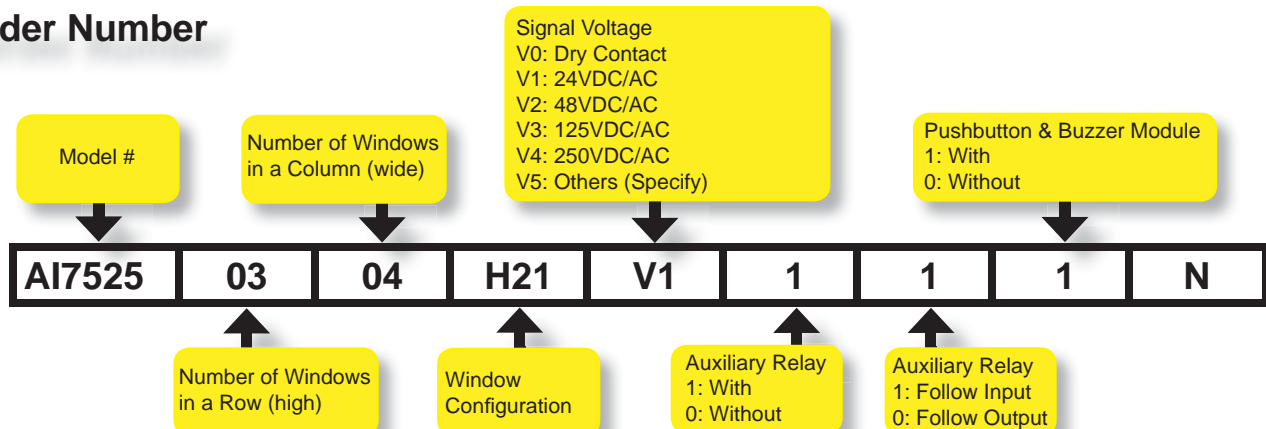 der Number
Signal Voltage
V0: Dry Contact
V1: 24VDC/AC
V2: 48VDC/AC
V3: 125VDC/AC
V4: 250VDC/AC
V5: Others (Specify)
Model #
Number of Windows
in a Column (wide)
Pushbutton & Buzzer Module
1: With
0: Without
AI7525 03 04 H21 V1 1 1 1 N
Number of Windows
in a Row (high)
Window
Configuration
Auxiliary Relay
1: With
0: Without
Auxiliary Relay
1: Follow Input
0: Follow Output